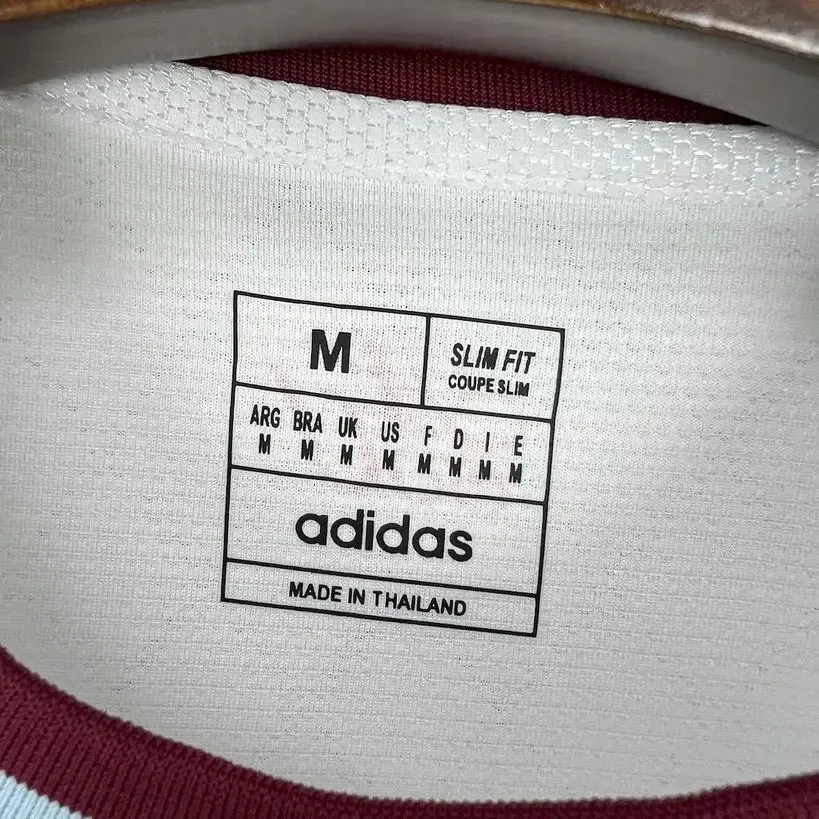 M
SLIM FIT
COUPE SLIM
ARG BRA UK US F D I E
M M M M M M M M
adidas
MADE IN THAILAND